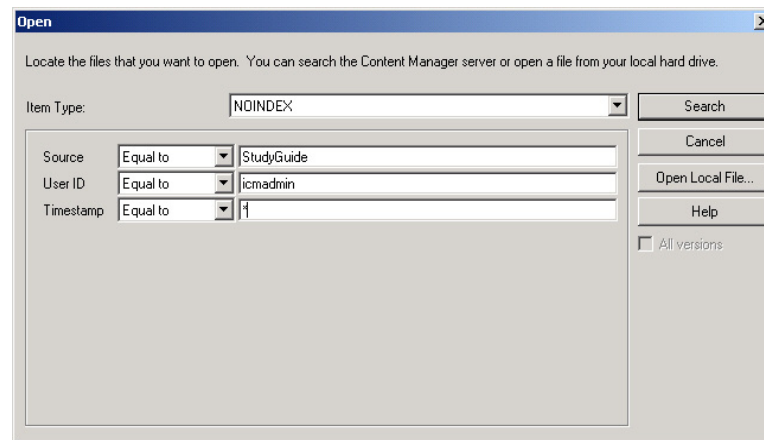 Open
Locate the files that you want to open. You can search the Content Manager server or open a file from your local hard drive.
Item Type: NOINDEX Search
Cancel
Source Equal to StudyGuide
User ID Equal to icmadmin Open Local File...
Timestamp Equal to * Help
All versions